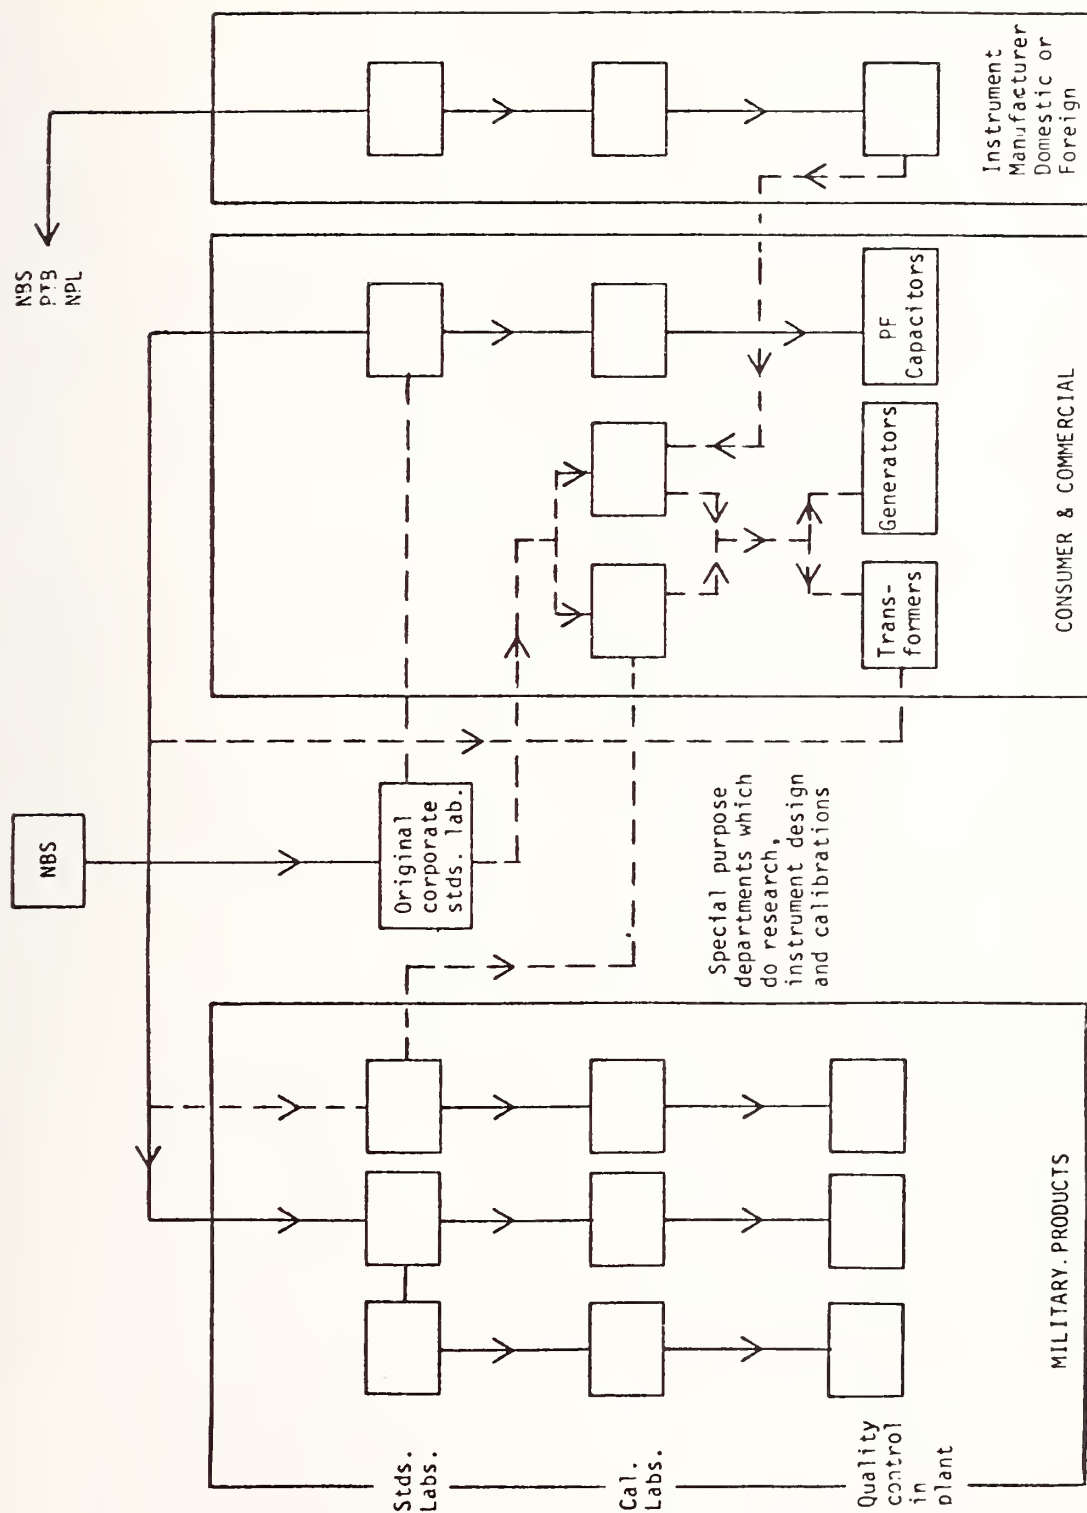 NBS
Stds.
Labs.
Cal.
Labs.
Quality
control
in
plant
MILITARY.PRODUCTS
Original
corporate
stds. lab.
Special purpose
departments which
do research,
instrument design
and calibrations
Trans-
formers
Generators
PF
Capacitors
CONSUMER & COMMERCIAL
NBS
PTB
NPL
Instrument
Manufacturer
Domestic or
Foreign